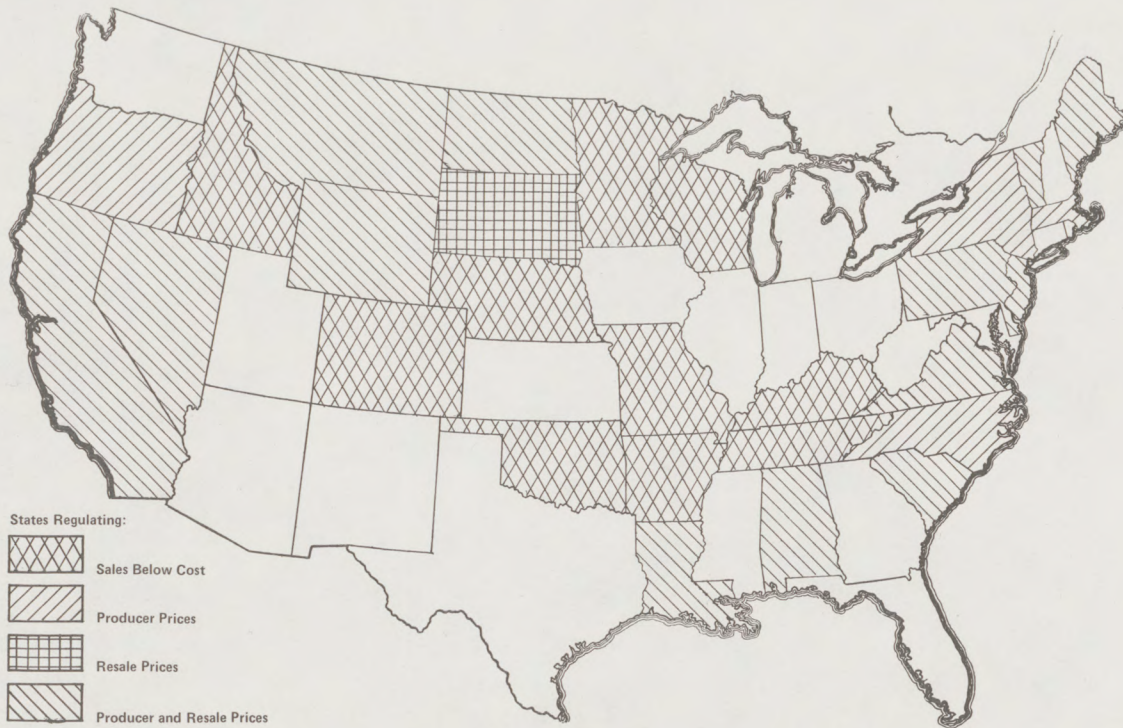 States Regulating:
Sales Below Cost
Producer Prices
Resale Prices
Producer and Resale Prices